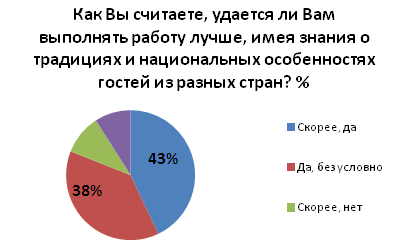 Как Вы считаете, удается ли Вам
выполнять работу лучше, имея знания о
традициях и национальных особенностях
гостей из разных стран? %
43%
38%
Скорее, да
Да, безусловно
Скорее, нет